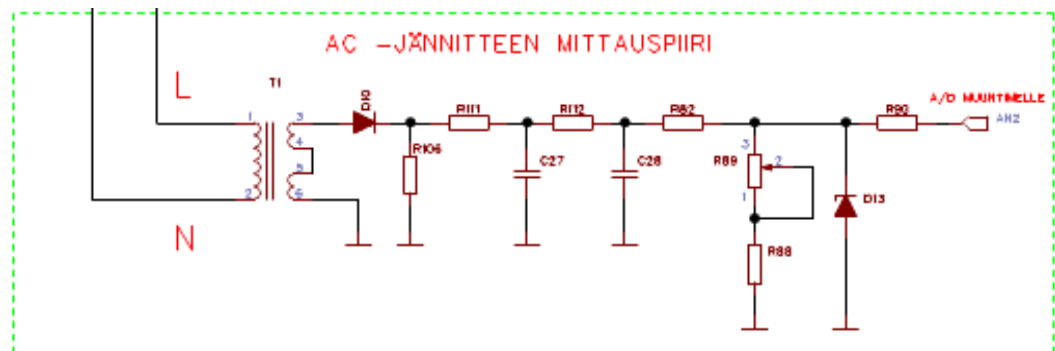 AC -JÄNNITTEEN MITTAUSPIIRI
L
T1
D10
A/D MUUNTIMELLE
1
3
R111
R112
R82
R90
AN2
4
R106
C27
C28
3
R89
2
5
2
6
1
D13
N
R88